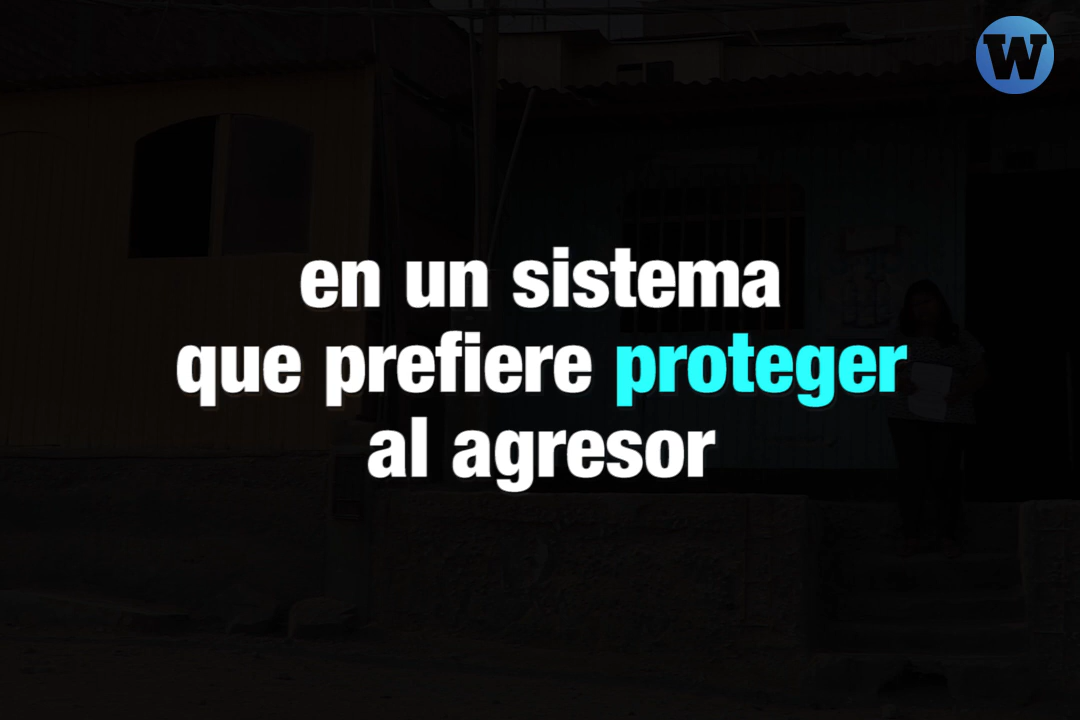 W
en un sistema
que prefiere proteger
al agresor